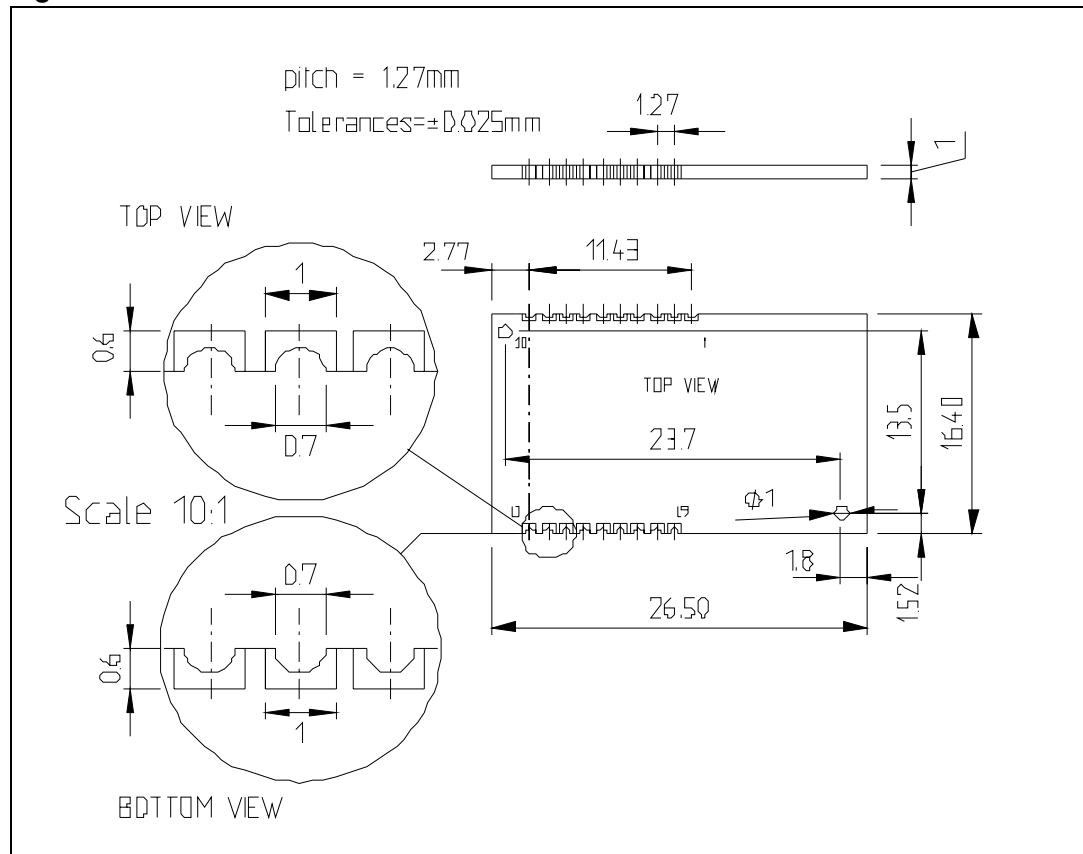 pitch = 1.27mm
Tolerances=±0.025mm
1.27
1
TOP VIEW
2.77
11.43
1
0.6
10
1
TOP VIEW
13.5
16.40
0.7
23.7
Scale 10:1
Φ1
19
1.8
1.52
0.7
26.50
0.6
1
BOTTOM VIEW